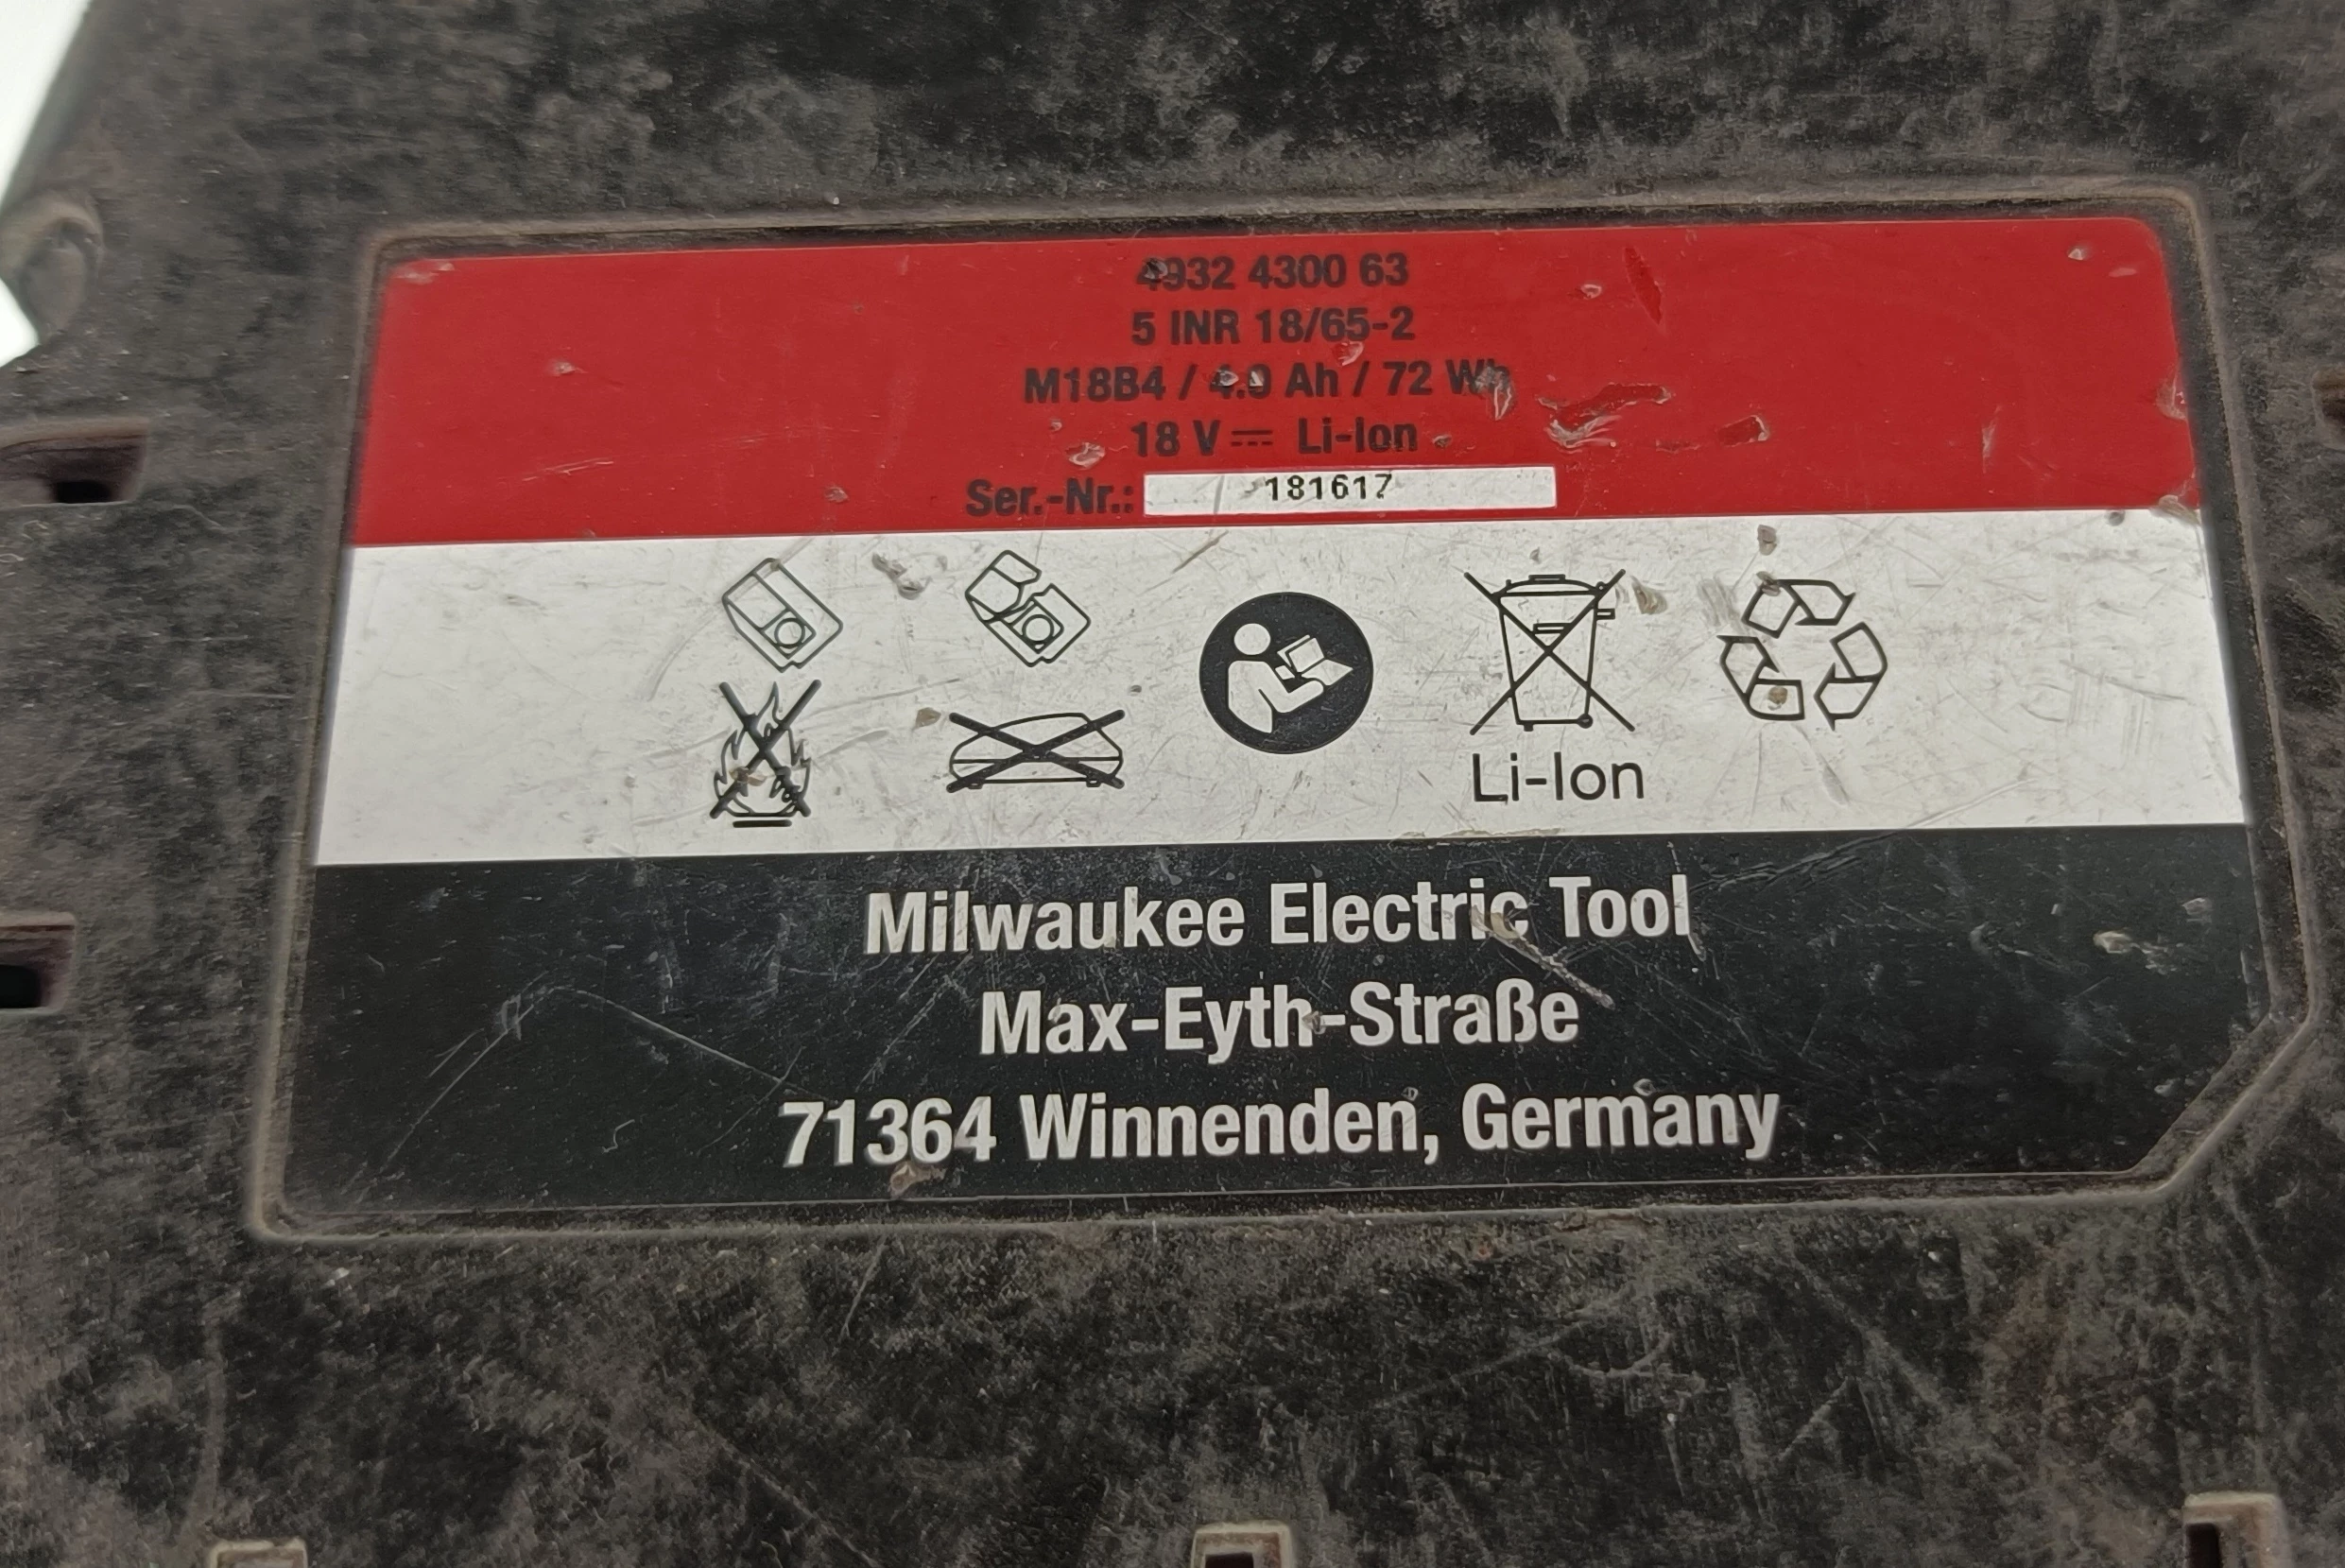 4932 4300 63
5 INR 18/65-2
M18B4 / 4.0 Ah / 72 Wh
18 V ⎓ Li-Ion
Ser.-Nr.: 181617
Li-Ion
Milwaukee Electric Tool
Max-Eyth-Straße
71364 Winnenden, Germany